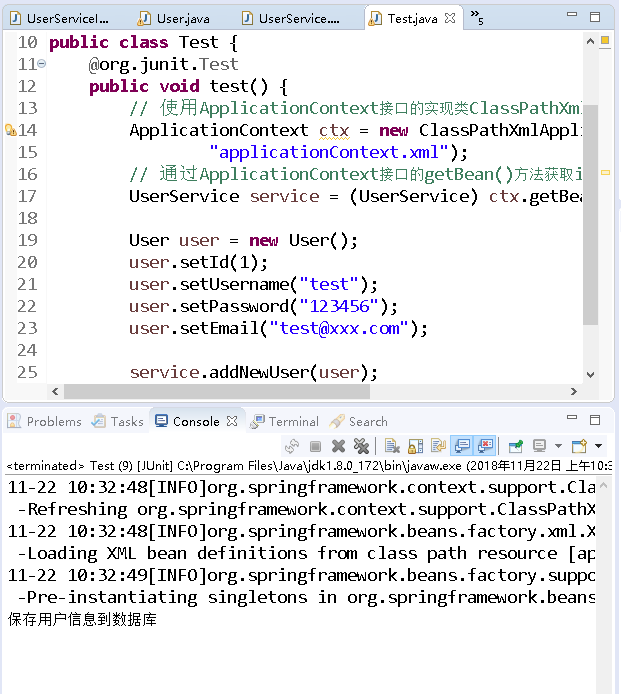 UserServiceI...
User.java
UserService....
Test.java
»5
10 public class Test {
11 @org.junit.Test
12 public void test() {
13 // 使用ApplicationContext接口的实现类ClassPathXml
14 ApplicationContext ctx = new ClassPathXmlAppli
15 "applicationContext.xml");
16 // 通过ApplicationContext接口的getBean()方法获取i
17 UserService service = (UserService) ctx.getBea
18
19 User user = new User();
20 user.setId(1);
21 user.setUsername("test");
22 user.setPassword("123456");
23 user.setEmail("test@xxx.com");
24
25 service.addNewUser(user);
Problems Tasks Console Terminal Search
<terminated> Test (9) [JUnit] C:\Program Files\Java\jdk1.8.0_172\bin\javaw.exe (2018年11月22日 上午10:3
11-22 10:32:48[INFO]org.springframework.context.support.Cla
-Refreshing org.springframework.context.support.ClassPathX
11-22 10:32:48[INFO]org.springframework.beans.factory.xml.X
-Loading XML bean definitions from class path resource [ap
11-22 10:32:49[INFO]org.springframework.beans.factory.suppo
-Pre-instantiating singletons in org.springframework.beans
保存用户信息到数据库